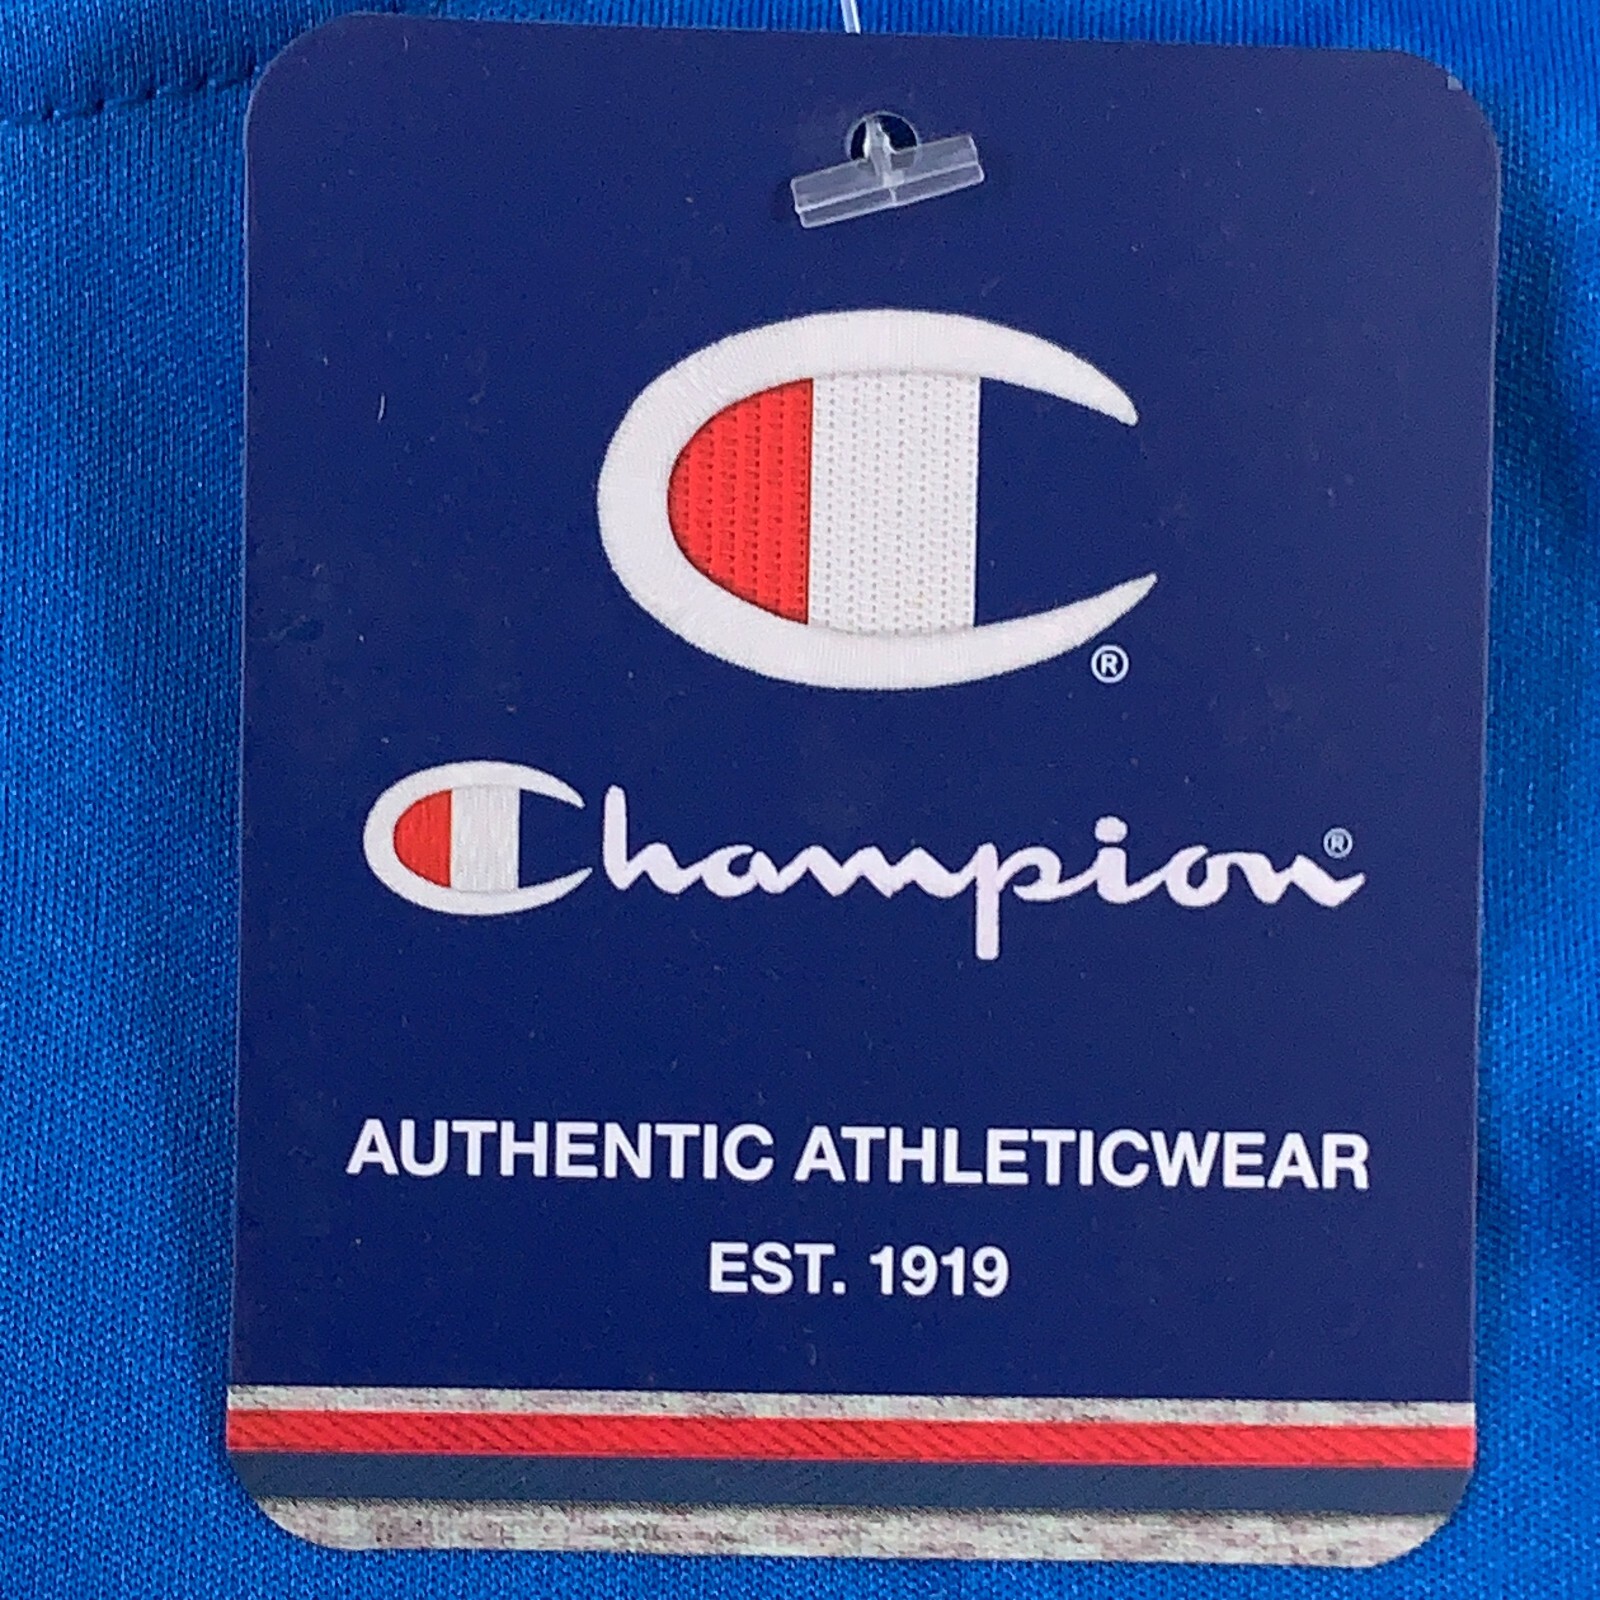 C®
Champion®
AUTHENTIC ATHLETICWEAR
EST. 1919